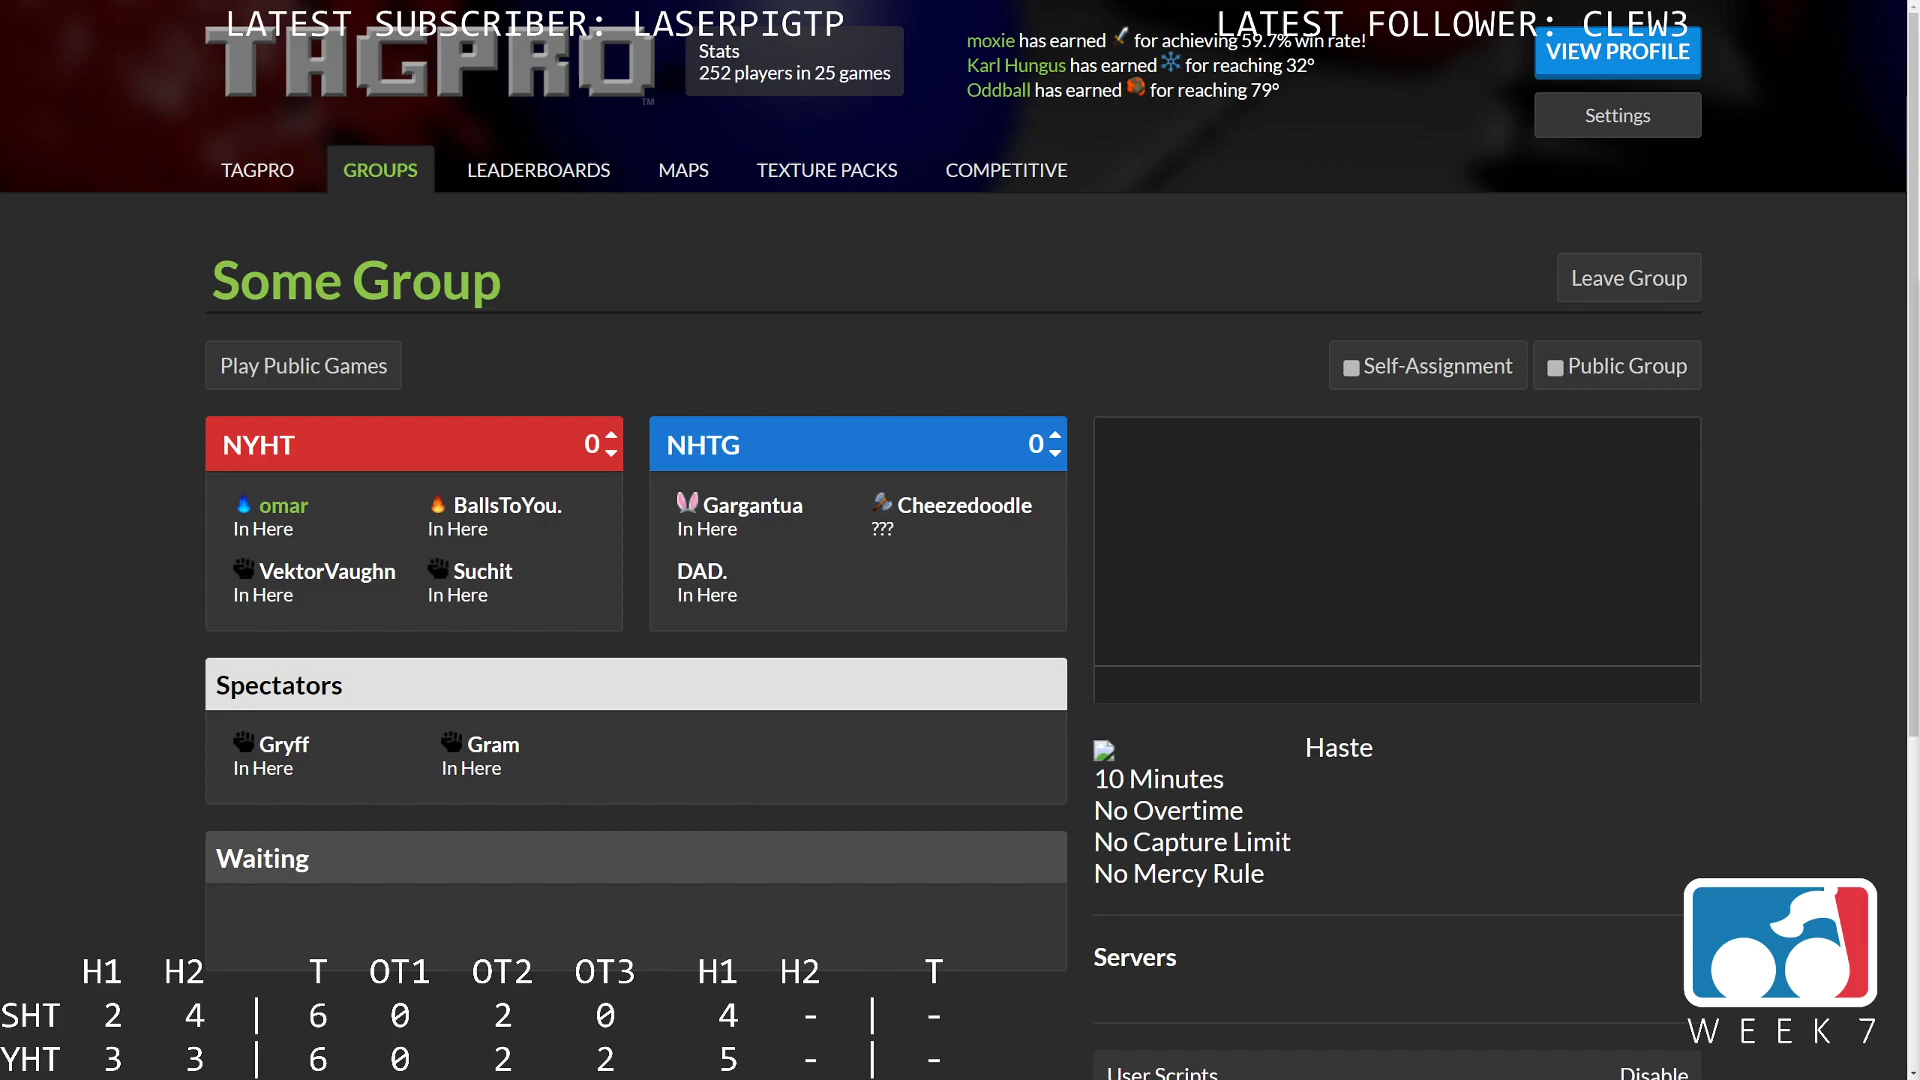 LATEST SUBSCRIBER: LASERPIGTP
LATEST FOLLOWER: CLEW3
TAGPRO™
Stats
252 players in 25 games
moxie has earned for achieving 59.7% win rate!
Karl Hungus has earned for reaching 32°
Oddball has earned for reaching 79°
VIEW PROFILE
Settings
TAGPRO GROUPS LEADERBOARDS MAPS TEXTURE PACKS COMPETITIVE
Some Group
Leave Group
Play Public Games
Self-Assignment
Public Group
NYHT 0
omar
In Here
BallsToYou.
In Here
VektorVaughn
In Here
Suchit
In Here
NHTG 0
Gargantua
In Here
Cheezedoodle
???
DAD.
In Here
Spectators
Gryff
In Here
Gram
In Here
Waiting
Haste
10 Minutes
No Overtime
No Capture Limit
No Mercy Rule
Servers
User Scripts Disable
H1 H2 T OT1 OT2 OT3 H1 H2 T
SHT 2 4 | 6 0 2 0 4 - | -
YHT 3 3 | 6 0 2 2 5 - | -
WEEK 7